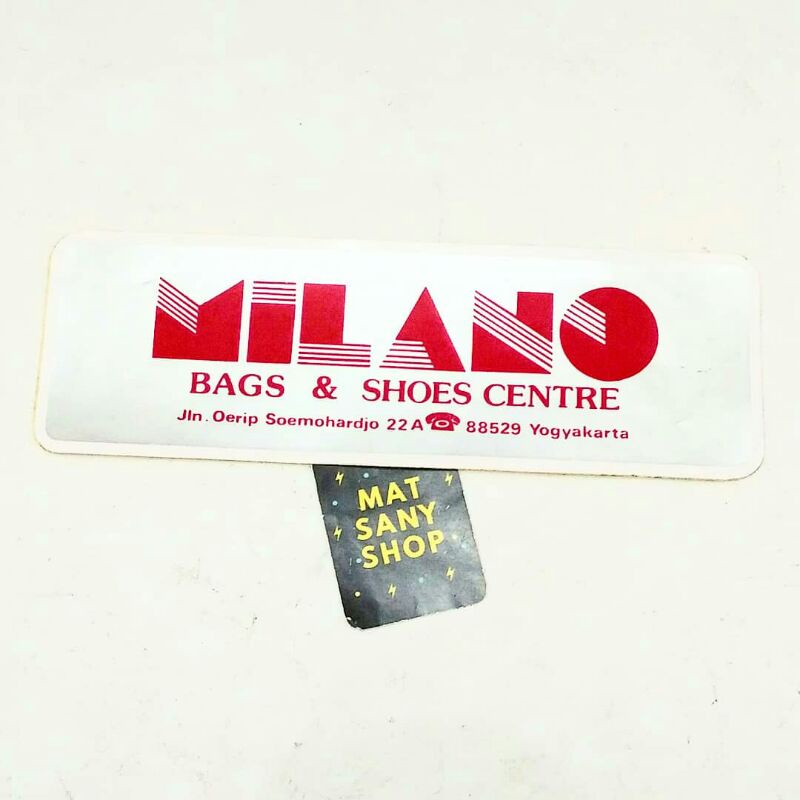 MiLANO
BAGS & SHOES CENTRE
Jln. Oerip Soemohardjo 22A ☎ 88529 Yogyakarta
MAT
SANY
SHOP